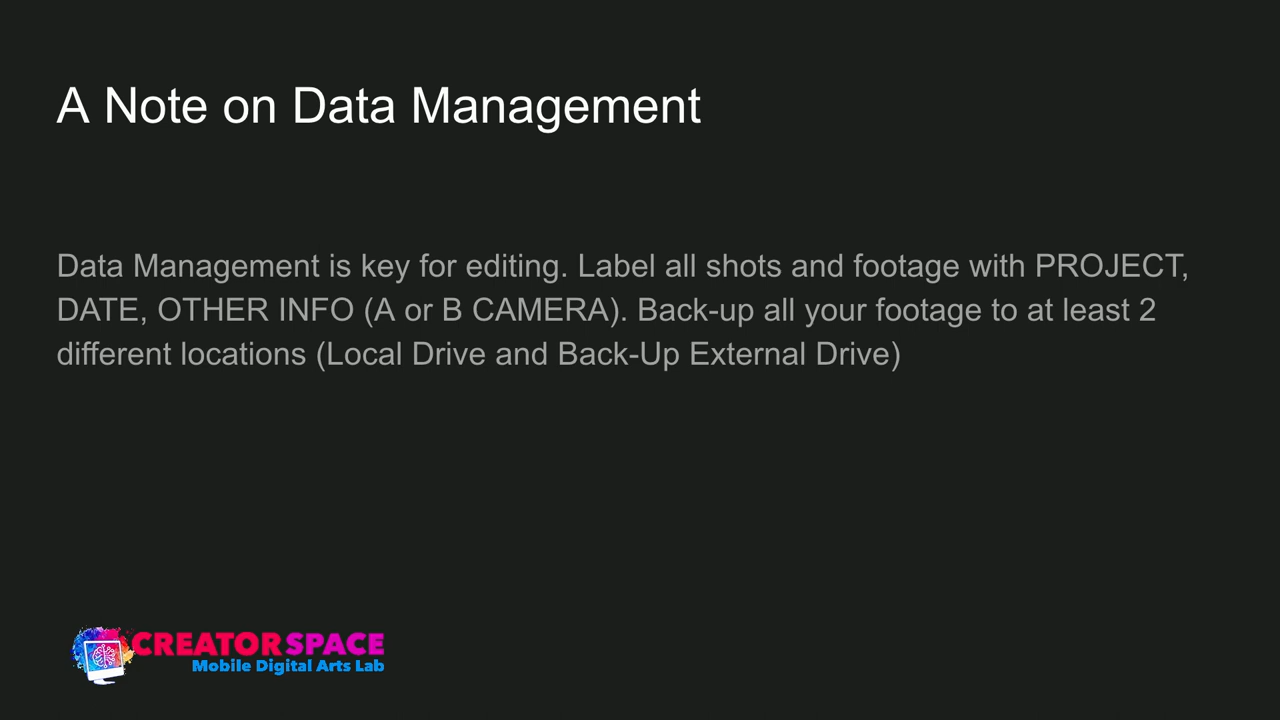 A Note on Data Management
Data Management is key for editing. Label all shots and footage with PROJECT,
DATE, OTHER INFO (A or B CAMERA). Back-up all your footage to at least 2
different locations (Local Drive and Back-Up External Drive)
CREATOR SPACE
Mobile Digital Arts Lab